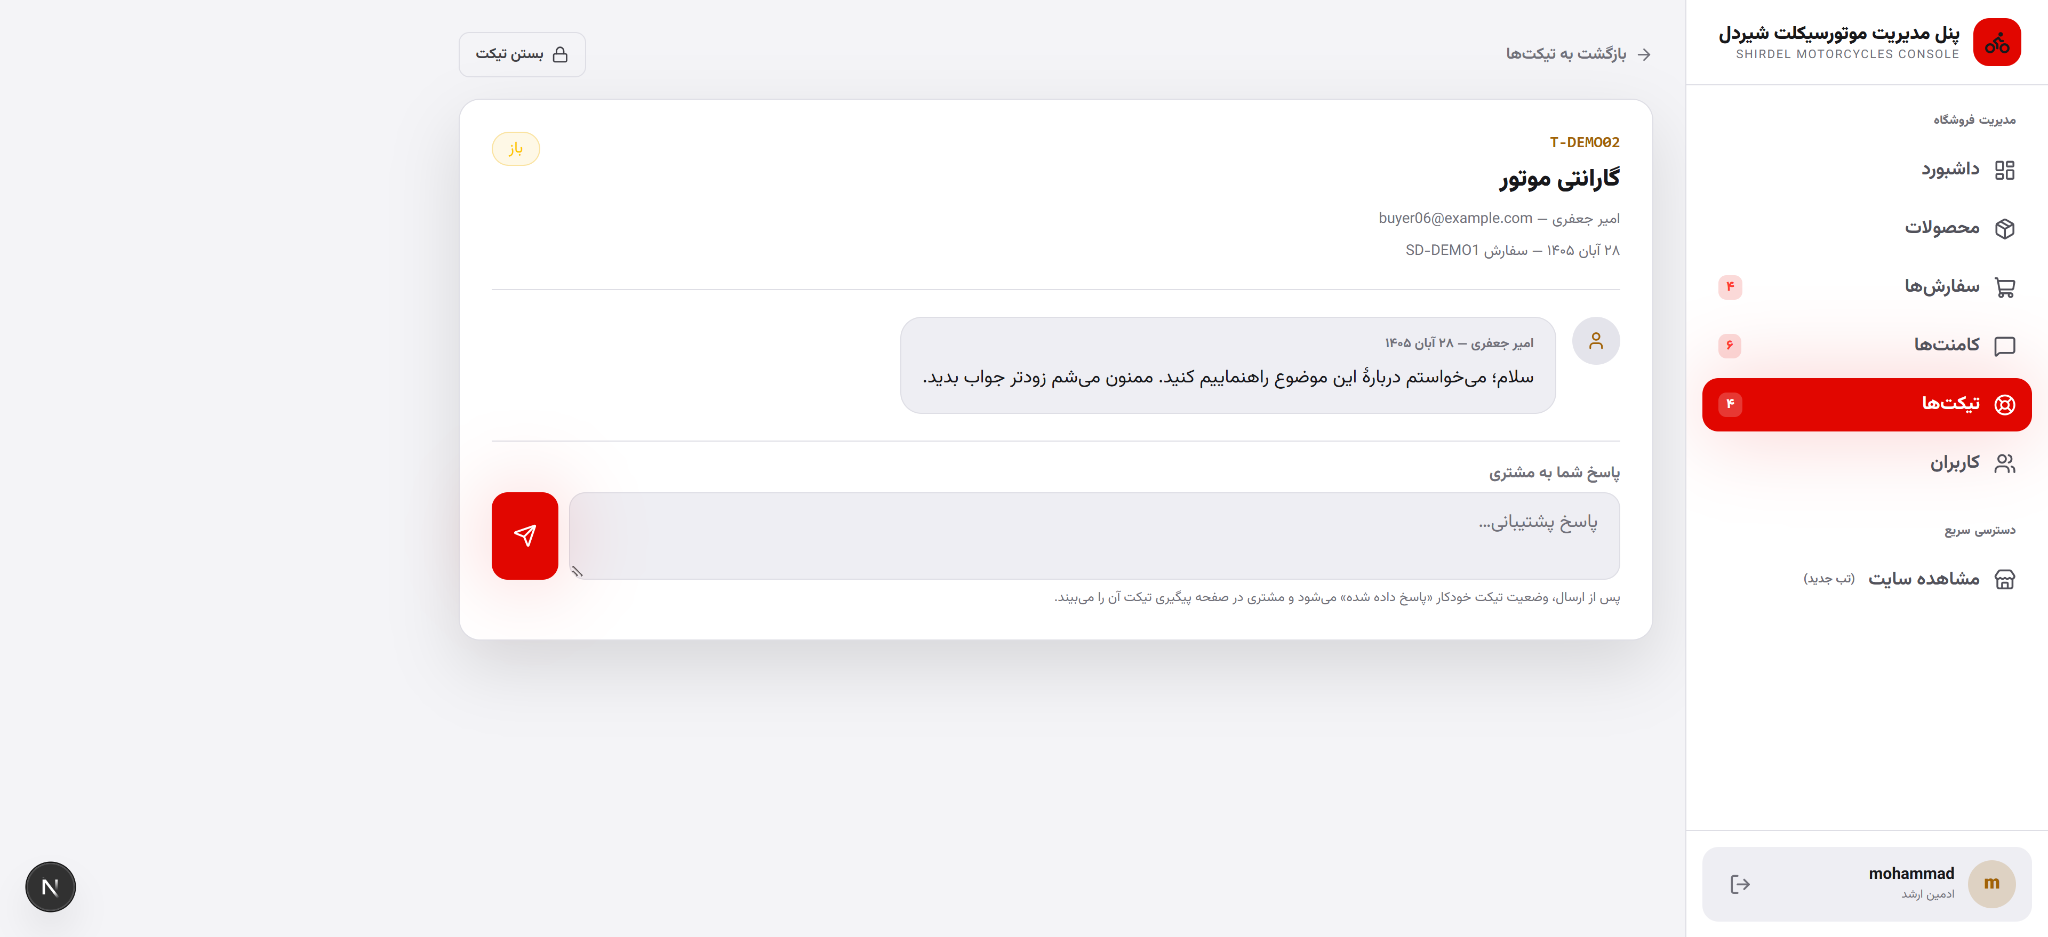 پنل مدیریت موتورسیکلت شیردل
SHIRDEL MOTORCYCLES CONSOLE
مدیریت فروشگاه
داشبورد
محصولات
سفارش‌ها ۴
کامنت‌ها ۶
تیکت‌ها ۴
کاربران
دسترسی سریع
مشاهده سایت (تب جدید)
mohammad
ادمین ارشد
m
بازگشت به تیکت‌ها
بستن تیکت
T-DEMO02
باز
گارانتی موتور
امیر جعفری — buyer06@example.com
۲۸ آبان ۱۴۰۵ — سفارش SD-DEMO1
امیر جعفری — ۲۸ آبان ۱۴۰۵
سلام؛ می‌خواستم دربارهٔ این موضوع راهنماییم کنید. ممنون می‌شم زودتر جواب بدید.
پاسخ شما به مشتری
پاسخ پشتیبانی...
پس از ارسال، وضعیت تیکت خودکار «پاسخ داده شده» می‌شود و مشتری در صفحه پیگیری تیکت آن را می‌بیند.
N